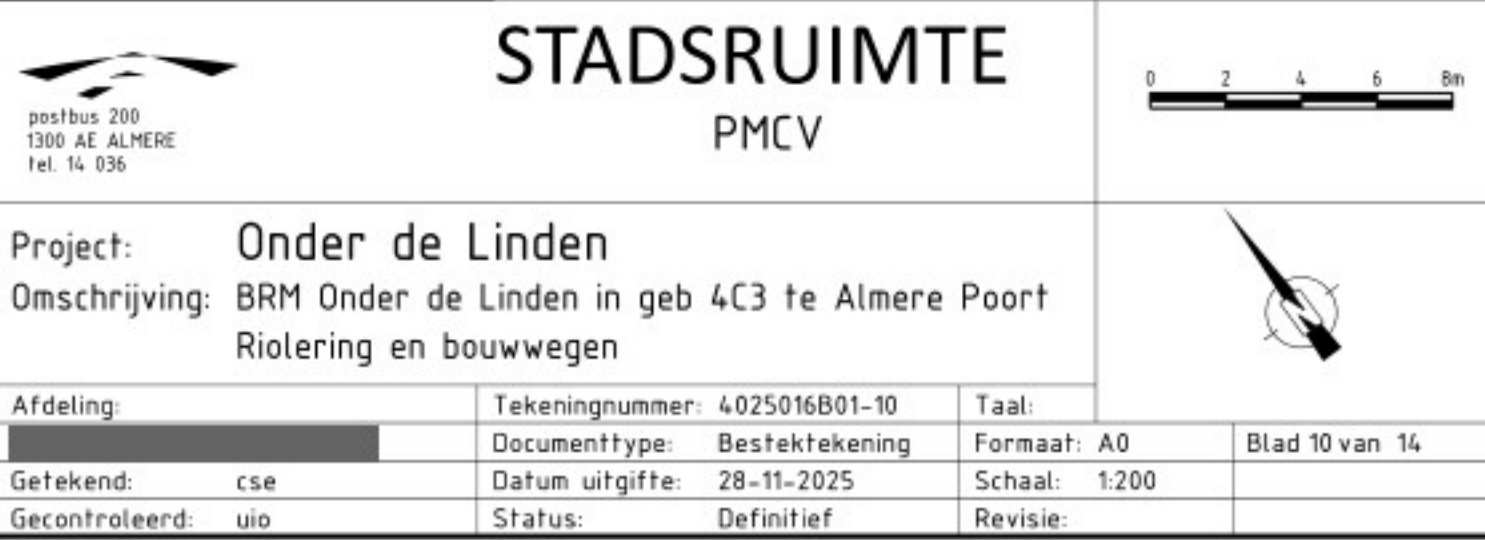 STADSRUIMTE
PMCV
postbus 200
1300 AE ALMERE
tel. 14 036
0 2 4 6 8m
Project: Onder de Linden
Omschrijving: BRM Onder de Linden in geb 4C3 te Almere Poort
Riolering en bouwwegen
Afdeling: Tekeningnummer: 4025016B01-10 Taal:
Documenttype: Bestektekening Formaat: A0 Blad 10 van 14
Getekend: cse Datum uitgifte: 28-11-2025 Schaal: 1:200
Gecontroleerd: uio Status: Definitief Revisie: